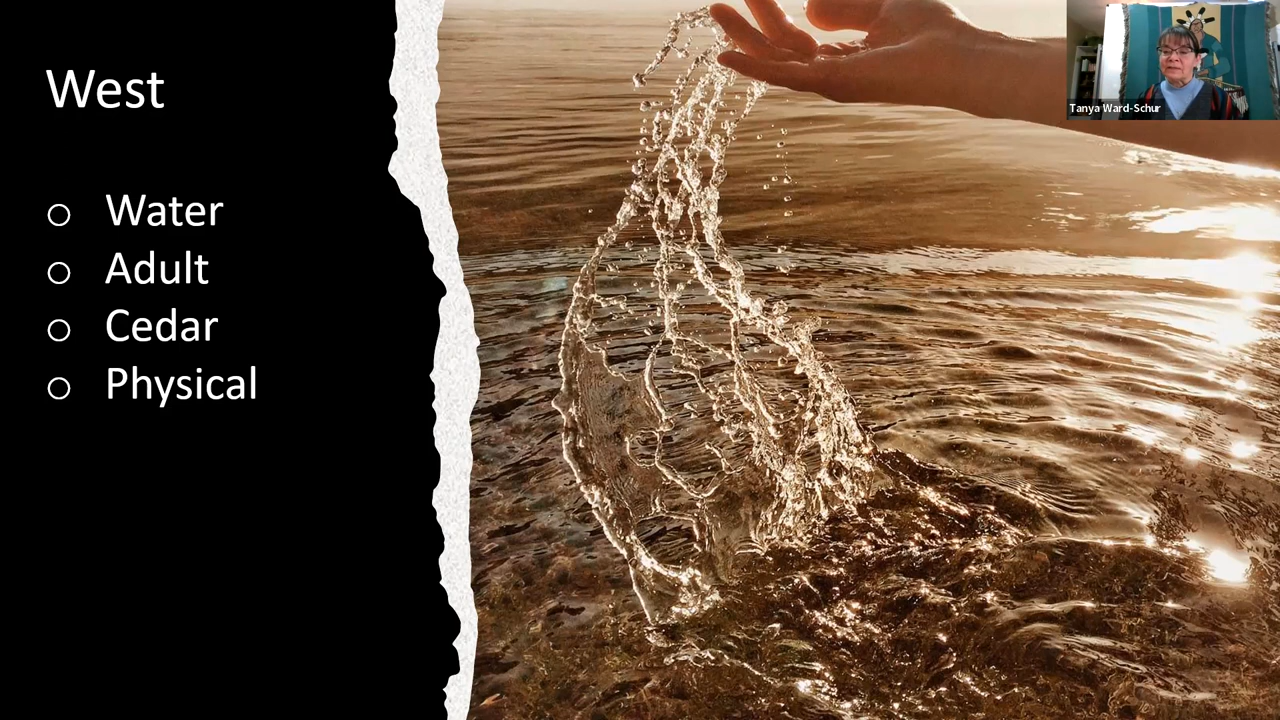 West
Water
Adult
Cedar
Physical
Tanya Ward-Schur